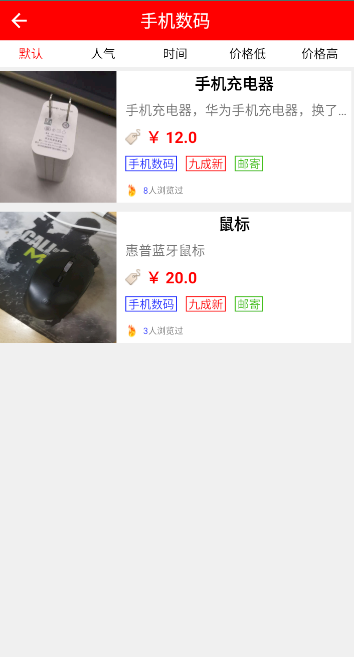 手机数码
默认 人气 时间 价格低 价格高
手机充电器
手机充电器，华为手机充电器，换了...
￥ 12.0
手机数码 九成新 邮寄
8人浏览过
鼠标
惠普蓝牙鼠标
￥ 20.0
手机数码 九成新 邮寄
3人浏览过